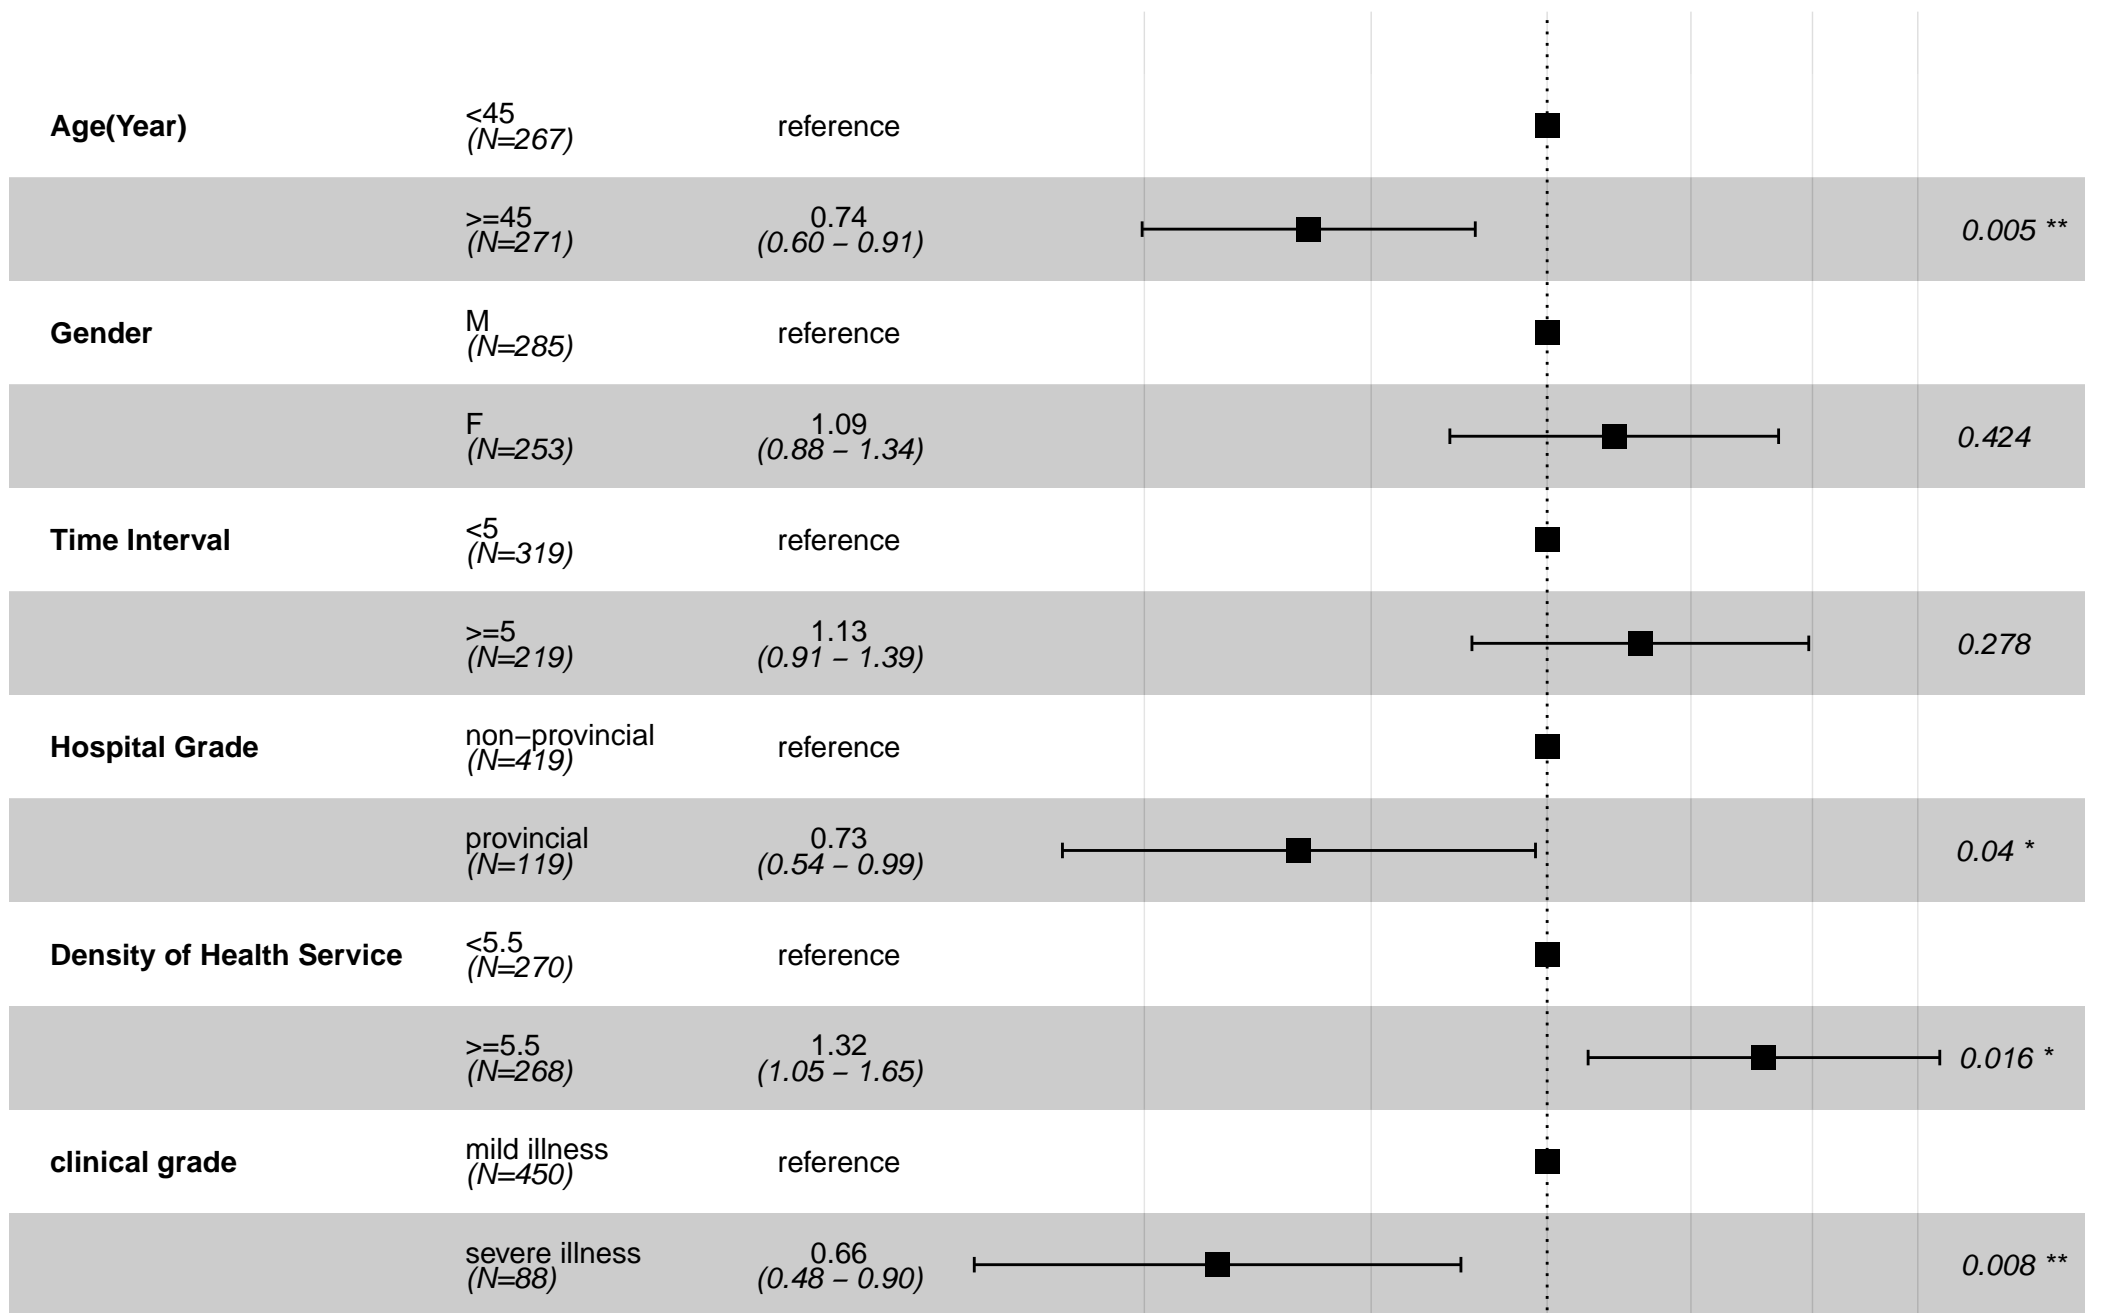 Age(Year)
<45
(N=267)
reference
>=45
(N=271)
0.74
(0.60 – 0.91)
0.005 **
Gender
M
(N=285)
reference
F
(N=253)
1.09
(0.88 – 1.34)
0.424
Time Interval
<5
(N=319)
reference
>=5
(N=219)
1.13
(0.91 – 1.39)
0.278
Hospital Grade
non–provincial
(N=419)
reference
provincial
(N=119)
0.73
(0.54 – 0.99)
0.04 *
Density of Health Service
<5.5
(N=270)
reference
>=5.5
(N=268)
1.32
(1.05 – 1.65)
0.016 *
clinical grade
mild illness
(N=450)
reference
severe illness
(N=88)
0.66
(0.48 – 0.90)
0.008 **